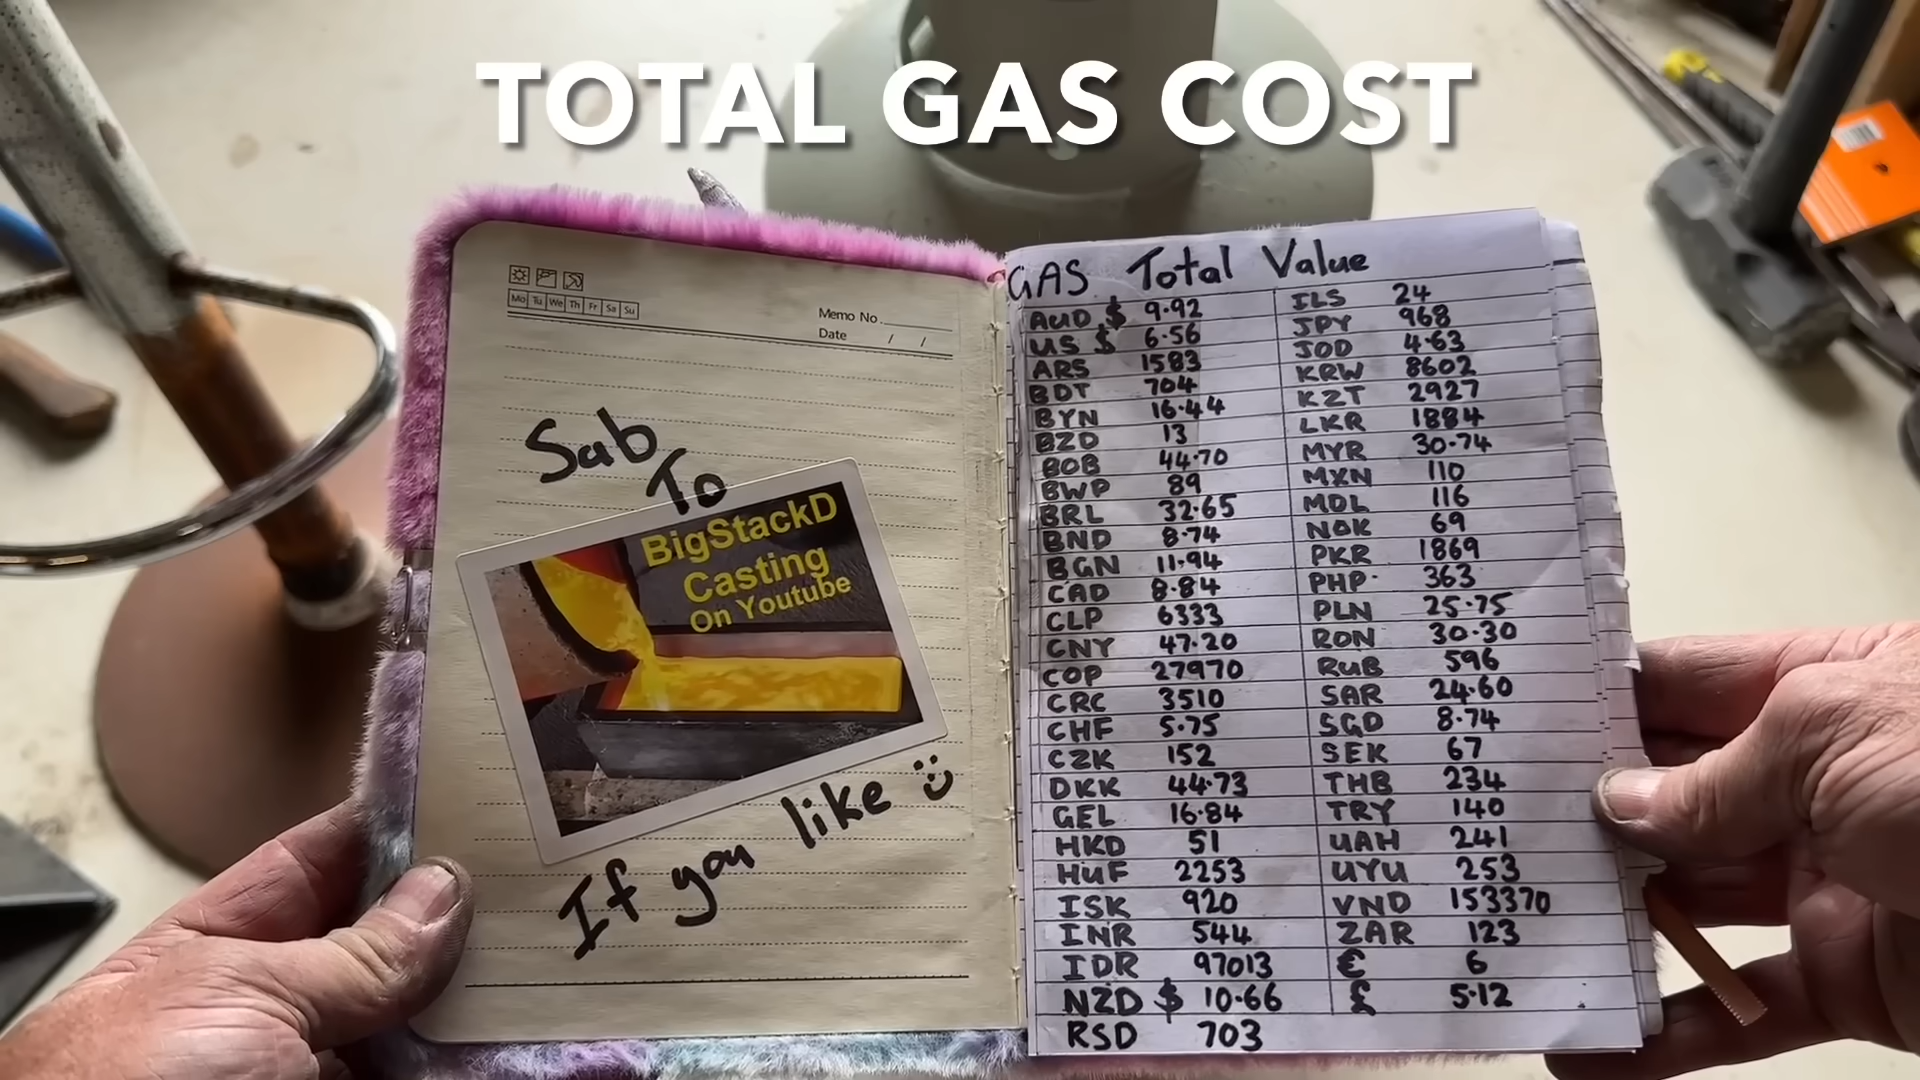 TOTAL GAS COST
Mo Tu We Th Fr Sa Su
Memo No.
Date / /
Sub
To
BigStackD
Casting
On Youtube
If you like
GAS Total Value
AUD $ 9.92
US $ 6.56
ARS 1583
BDT 704
BYN 16.44
BZD 13
BOB 44.70
BWP 89
BRL 32.65
BND 8.74
BGN 11.94
CAD 8.84
CLP 6333
CNY 47.20
COP 27970
CRC 3510
CHF 5.75
CZK 152
DKK 44.73
GEL 16.84
HKD 51
HUF 2253
ISK 920
INR 544
IDR 97013
NZD $ 10.66
RSD 703
ILS 24
JPY 968
JOD 4.63
KRW 8602
KZT 2927
LKR 1884
MYR 30.74
MXN 110
MDL 116
NOK 69
PKR 1869
PHP 363
PLN 25.75
RON 30.30
RUB 596
SAR 24.60
SGD 8.74
SEK 67
THB 234
TRY 140
UAH 241
UYU 253
VND 153370
ZAR 123
€ 6
£ 5.12